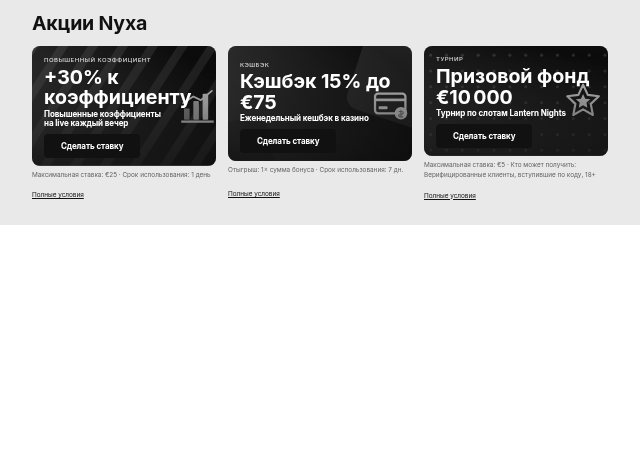 Акции Nyxa
ПОВЫШЕННЫЙ КОЭФФИЦИЕНТ
+30% к
коэффициенту
Повышенные коэффициенты
на live каждый вечер
Сделать ставку
Максимальная ставка: €25 · Срок использования: 1 день
Полные условия
КЭШБЭК
Кэшбэк 15% до
€75
Еженедельный кешбэк в казино
Сделать ставку
Отыгрыш: 1× сумма бонуса · Срок использования: 7 дн.
Полные условия
ТУРНИР
Призовой фонд
€10 000
Турнир по слотам Lantern Nights
Сделать ставку
Максимальная ставка: €5 · Кто может получить:
Верифицированные клиенты, вступившие по коду, 18+
Полные условия